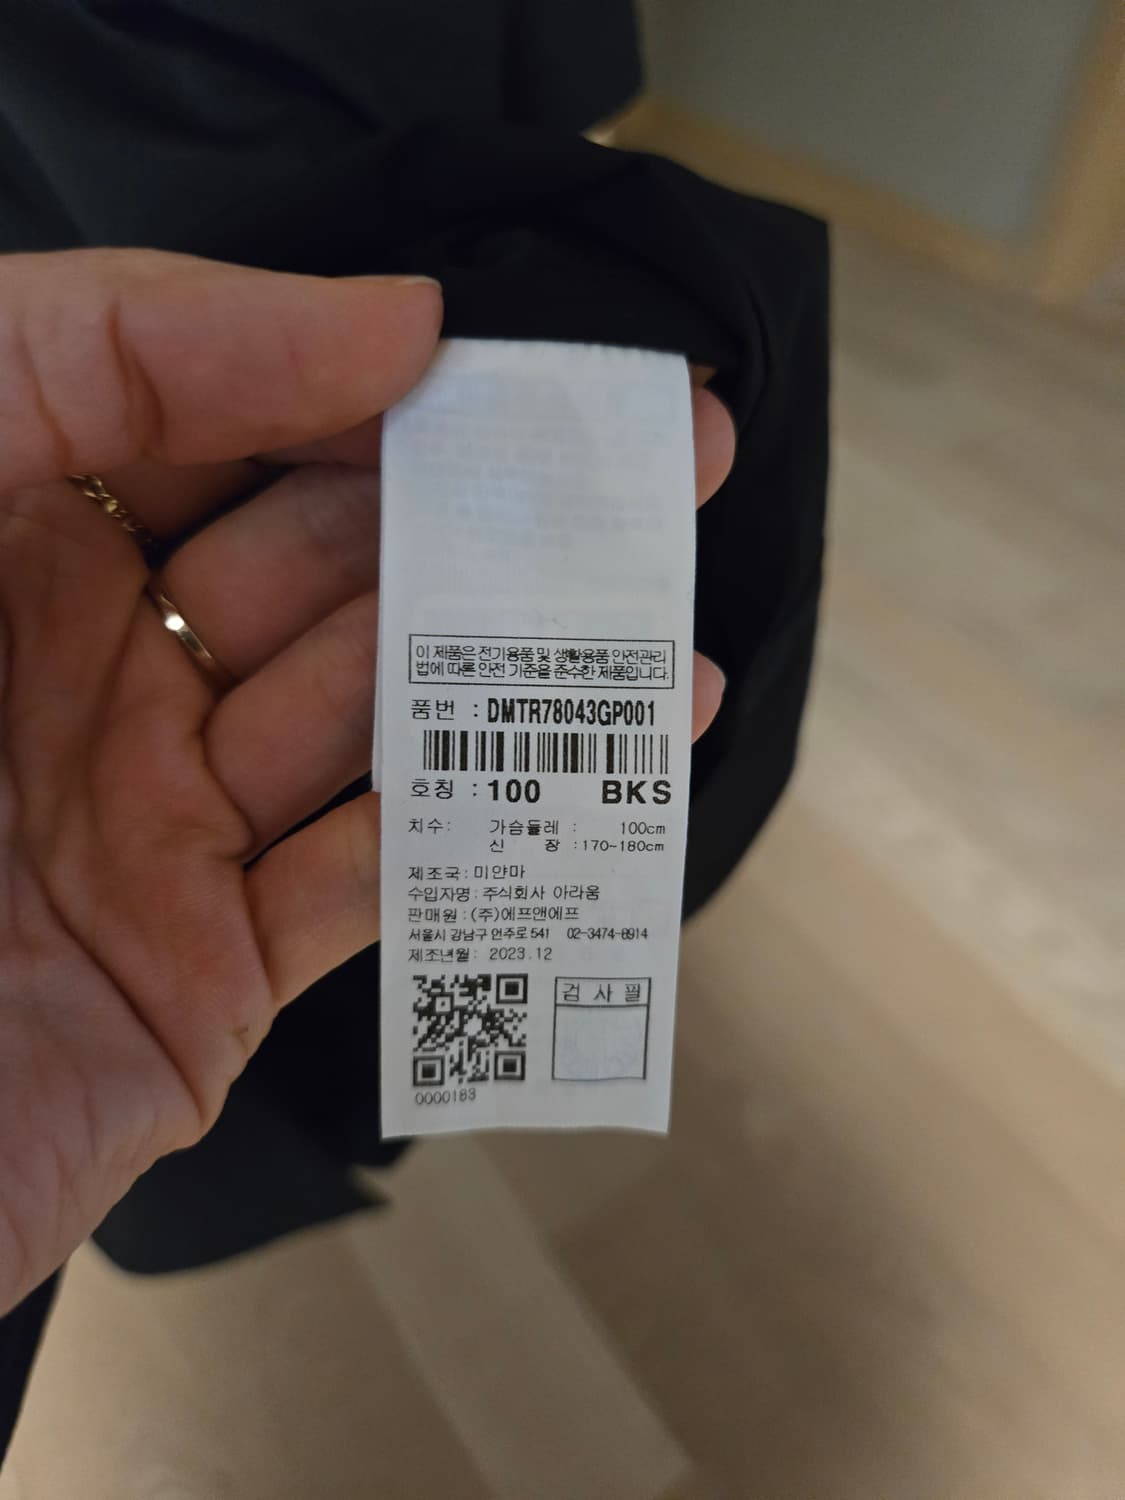 이 제품은 전기용품 및 생활용품 안전관리
법에 따른 안전 기준을 준수한 제품입니다.
품번 : DMTR78043GP001
호칭 : 100 BKS
치수: 가슴둘레 : 100cm
신 장 : 170~180cm
제조국 : 미얀마
수입자명 : 주식회사 아라움
판매원 : (주)에프앤에프
서울시 강남구 언주로 541 02-3474-8914
제조년월 : 2023.12
검 사 필
0000183